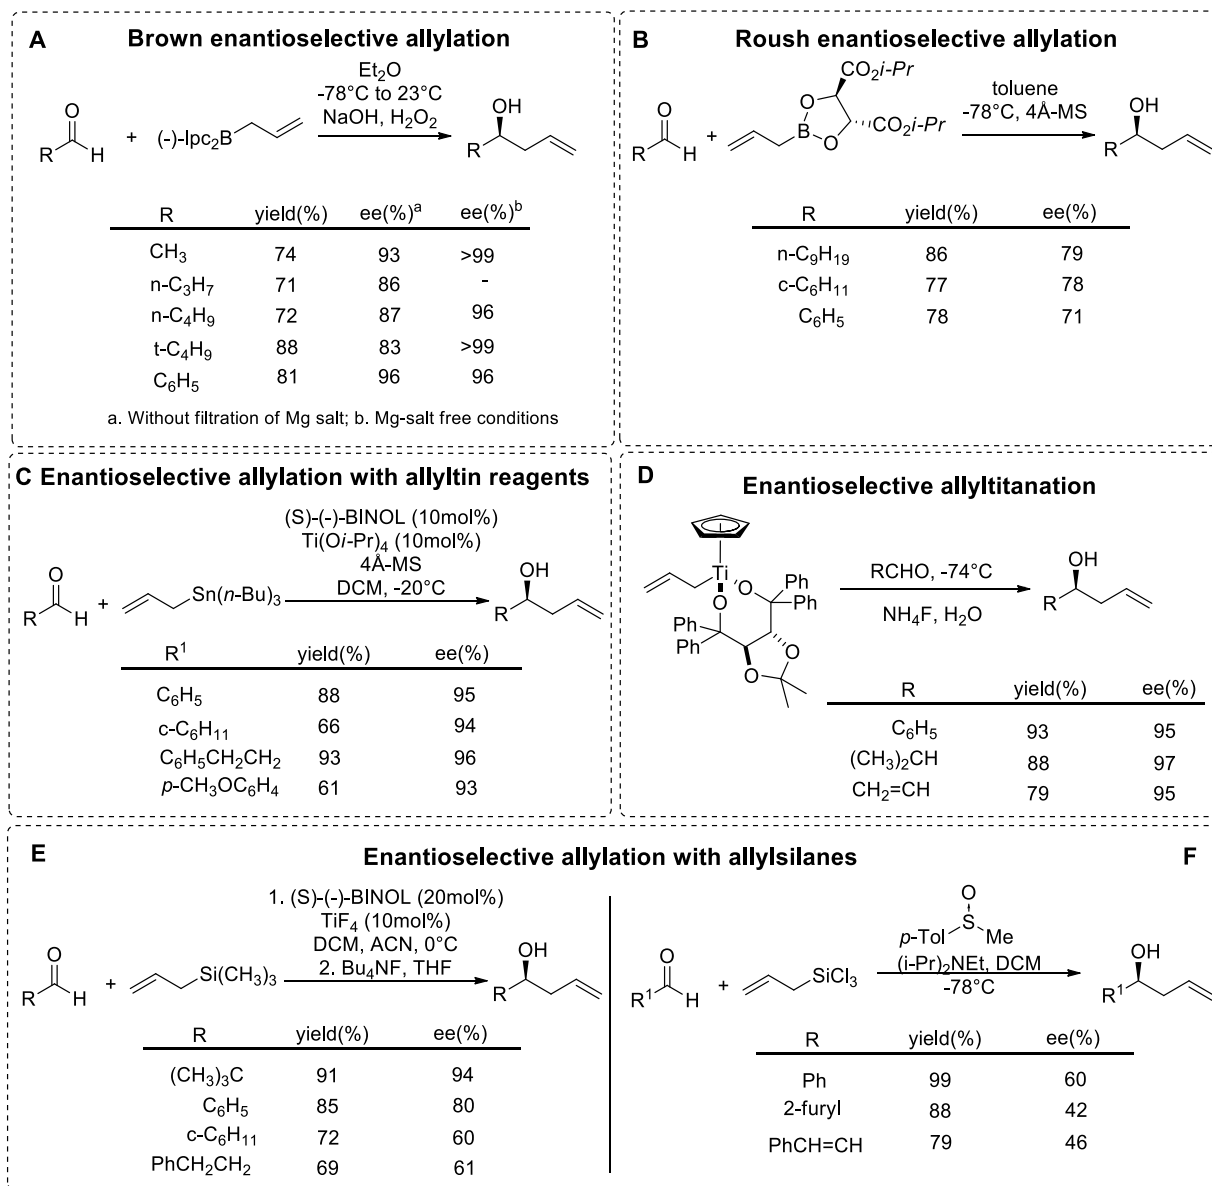 A Brown enantioselective allylation
Et2O
-78°C to 23°C
NaOH, H2O2
O
R H
+
(-)-Ipc2B
OH
R
R yield(%) ee(%)a ee(%)b
CH3 74 93 >99
n-C3H7 71 86 -
n-C4H9 72 87 96
t-C4H9 88 83 >99
C6H5 81 96 96
a. Without filtration of Mg salt; b. Mg-salt free conditions
B Roush enantioselective allylation
CO2i-Pr
O
R H
+
B
O
O
CO2i-Pr
toluene
-78°C, 4Å-MS
OH
R
R yield(%) ee(%)
n-C9H19 86 79
c-C6H11 77 78
C6H5 78 71
C Enantioselective allylation with allyltin reagents
(S)-(-)-BINOL (10mol%)
Ti(Oi-Pr)4 (10mol%)
4Å-MS
DCM, -20°C
O
R H
+
Sn(n-Bu)3
OH
R
R1 yield(%) ee(%)
C6H5 88 95
c-C6H11 66 94
C6H5CH2CH2 93 96
p-CH3OC6H4 61 93
D Enantioselective allyltitanation
Ti
O
O
Ph
Ph
Ph
Ph
O
O
RCHO, -74°C
NH4F, H2O
OH
R
R yield(%) ee(%)
C6H5 93 95
(CH3)2CH 88 97
CH2=CH 79 95
E Enantioselective allylation with allylsilanes F
1. (S)-(-)-BINOL (20mol%)
TiF4 (10mol%)
DCM, ACN, 0°C
2. Bu4NF, THF
O
R H
+
Si(CH3)3
OH
R
R yield(%) ee(%)
(CH3)3C 91 94
C6H5 85 80
c-C6H11 72 60
PhCH2CH2 69 61
O
S
p-Tol Me
(i-Pr)2NEt, DCM
-78°C
O
R1 H
+
SiCl3
OH
R1
R yield(%) ee(%)
Ph 99 60
2-furyl 88 42
PhCH=CH 79 46